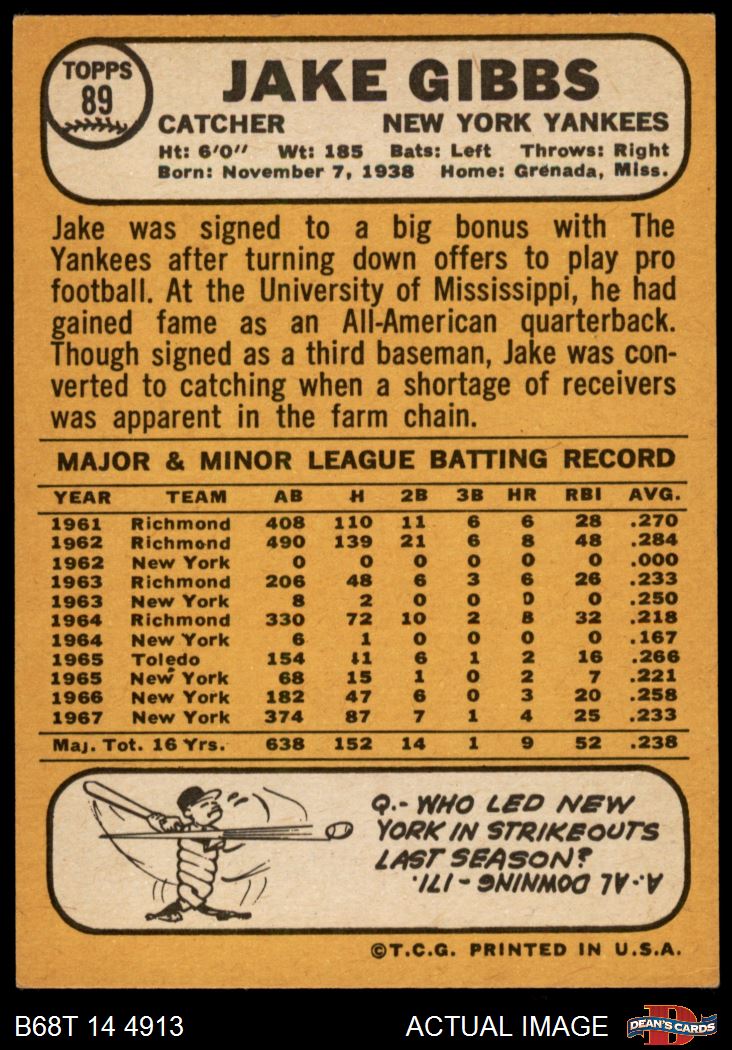 TOPPS
89
JAKE GIBBS
CATCHER NEW YORK YANKEES
Ht: 6'0" Wt: 185 Bats: Left Throws: Right
Born: November 7, 1938 Home: Grenada, Miss.
Jake was signed to a big bonus with The
Yankees after turning down offers to play pro
football. At the University of Mississippi, he had
gained fame as an All-American quarterback.
Though signed as a third baseman, Jake was con-
verted to catching when a shortage of receivers
was apparent in the farm chain.
MAJOR & MINOR LEAGUE BATTING RECORD
YEAR TEAM AB H 2B 3B HR RBI AVG.
1961 Richmond 408 110 11 6 6 28 .270
1962 Richmond 490 139 21 6 8 48 .284
1962 New York 0 0 0 0 0 0 .000
1963 Richmond 206 48 6 3 6 26 .233
1963 New York 8 2 0 0 0 0 .250
1964 Richmond 330 72 10 2 8 32 .218
1964 New York 6 1 0 0 0 0 .167
1965 Toledo 154 41 6 1 2 16 .266
1965 New York 68 15 1 0 2 7 .221
1966 New York 182 47 6 0 3 20 .258
1967 New York 374 87 7 1 4 25 .233
Maj. Tot. 16 Yrs. 638 152 14 1 9 52 .238
Q.- WHO LED NEW
YORK IN STRIKEOUTS
LAST SEASON?
A.- AL DOWNING - 171.
©T.C.G. PRINTED IN U.S.A.
B68T 14 4913 ACTUAL IMAGE
D
DEAN'S CARDS